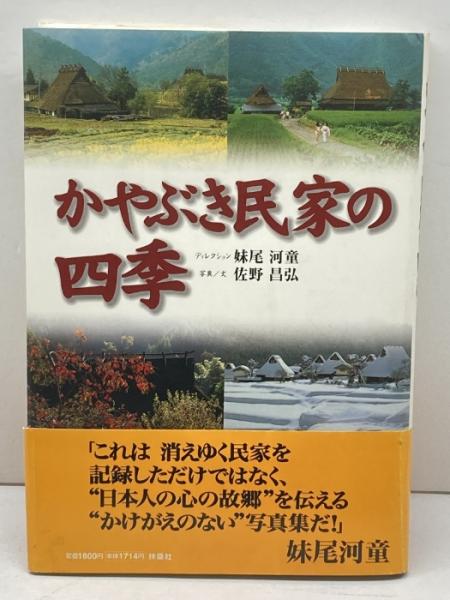 かやぶき民家の
四季
ディレクション 妹尾 河童
写真／文 佐野 昌弘
「これは 消えゆく民家を
記録しただけではなく、
“日本人の心の故郷”を伝える
“かけがえのない”写真集だ!」
妹尾河童
定価1800円 本体1714円 扶桑社